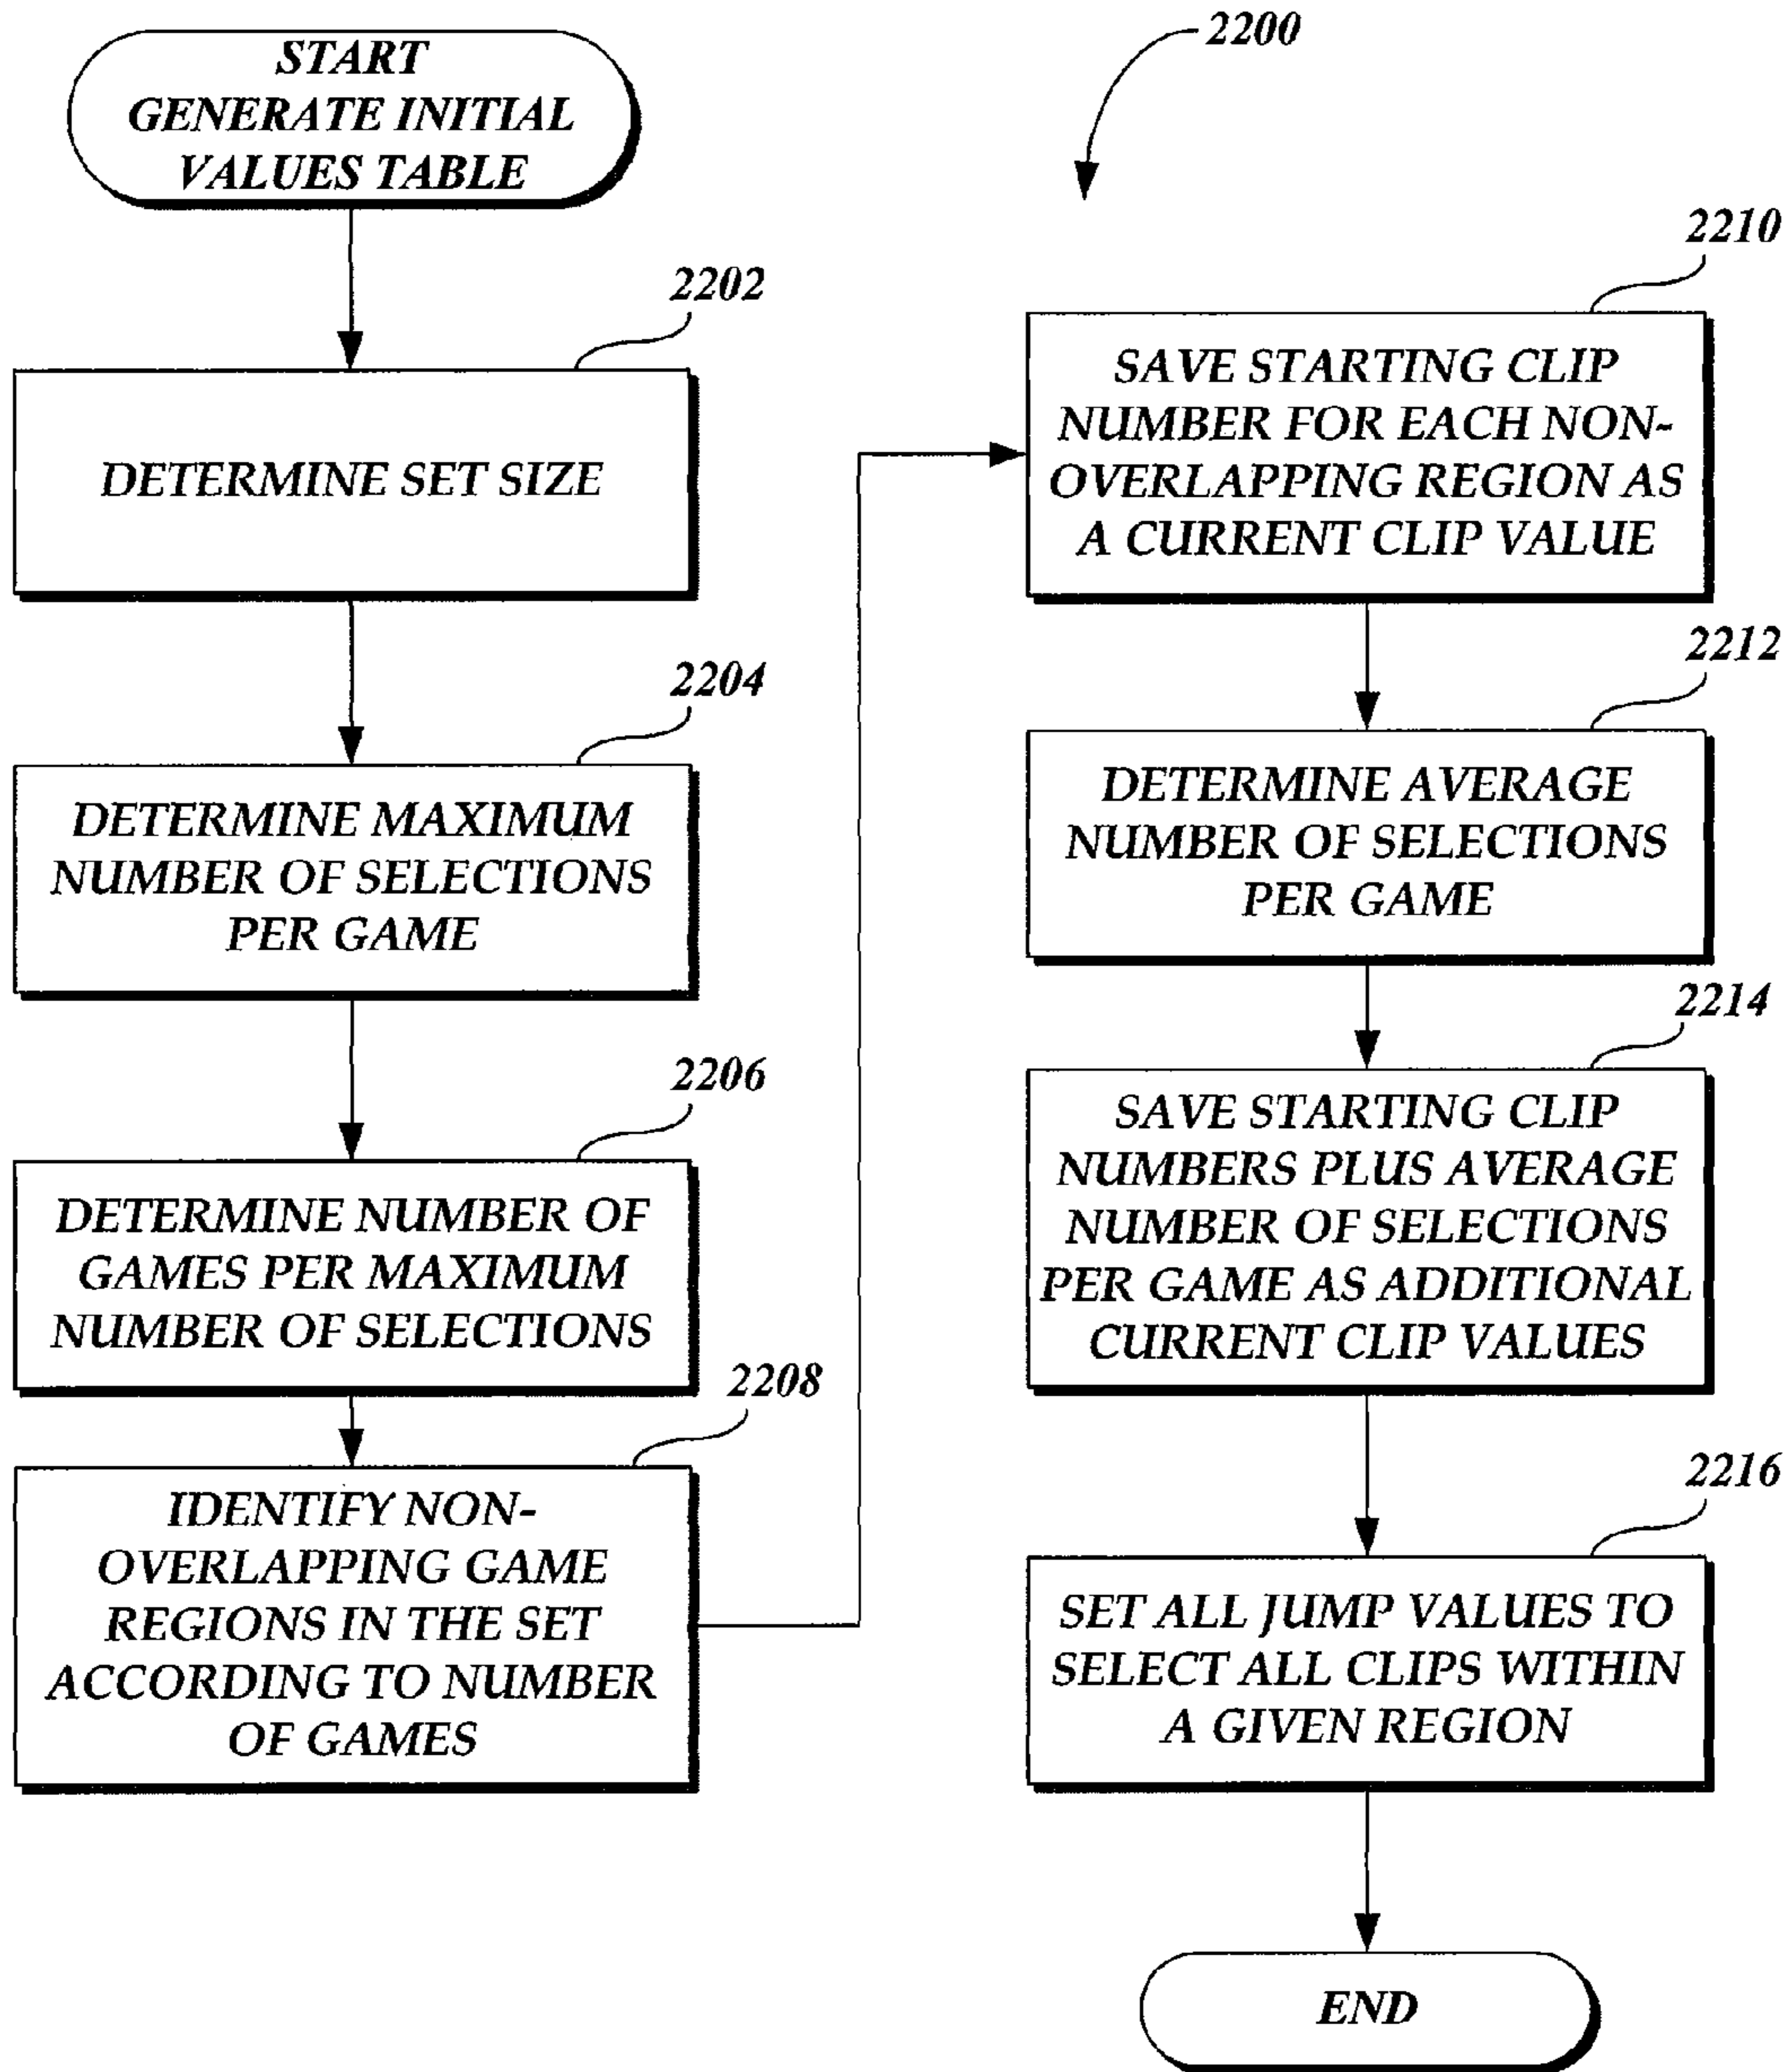 START
GENERATE INITIAL
VALUES TABLE
2202
DETERMINE SET SIZE
2204
DETERMINE MAXIMUM
NUMBER OF SELECTIONS
PER GAME
2206
DETERMINE NUMBER OF
GAMES PER MAXIMUM
NUMBER OF SELECTIONS
2208
IDENTIFY NON-
OVERLAPPING GAME
REGIONS IN THE SET
ACCORDING TO NUMBER
OF GAMES
2200
2210
SAVE STARTING CLIP
NUMBER FOR EACH NON-
OVERLAPPING REGION AS
A CURRENT CLIP VALUE
2212
DETERMINE AVERAGE
NUMBER OF SELECTIONS
PER GAME
2214
SAVE STARTING CLIP
NUMBERS PLUS AVERAGE
NUMBER OF SELECTIONS
PER GAME AS ADDITIONAL
CURRENT CLIP VALUES
2216
SET ALL JUMP VALUES TO
SELECT ALL CLIPS WITHIN
A GIVEN REGION
END